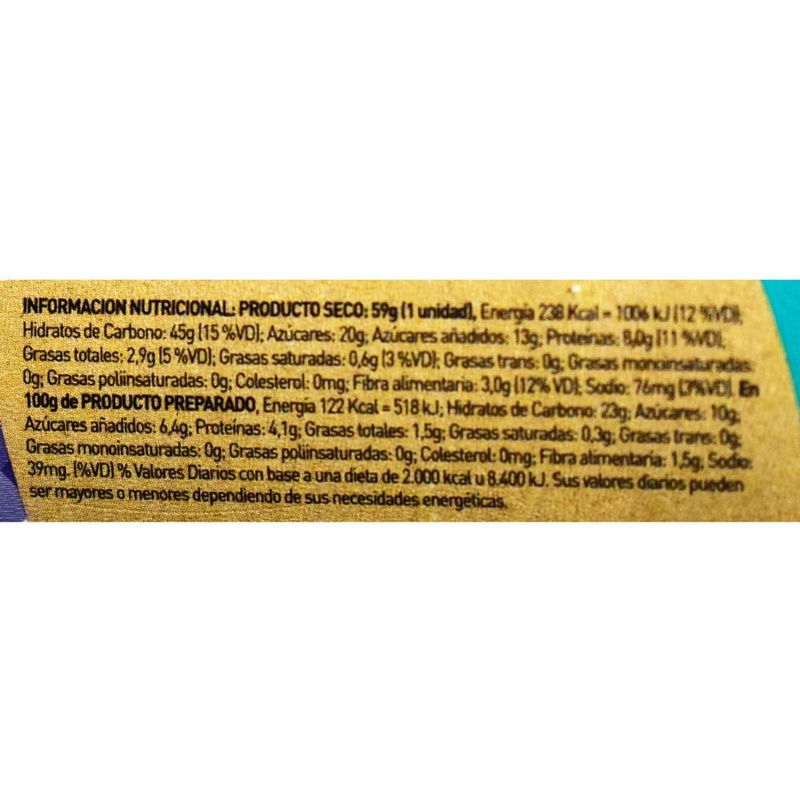 INFORMACION NUTRICIONAL: PRODUCTO SECO: 59g (1 unidad), Energía 238 Kcal = 1006 kJ (12 %VD);
Hidratos de Carbono: 45g (15 %VD); Azúcares: 20g; Azúcares añadidos: 13g; Proteínas: 8,0g (11 %VD);
Grasas totales: 2,9g (5 %VD); Grasas saturadas: 0,6g (3 %VD); Grasas trans: 0g; Grasas monoinsaturadas:
0g; Grasas poliinsaturadas: 0g; Colesterol: 0mg; Fibra alimentaria: 3,0g (12% VD); Sodio: 76mg (3%VD). En
100g de PRODUCTO PREPARADO, Energía 122 Kcal = 518 kJ; Hidratos de Carbono: 23g; Azúcares: 10g;
Azúcares añadidos: 6,4g; Proteínas: 4,1g; Grasas totales: 1,5g; Grasas saturadas: 0,3g; Grasas trans: 0g;
Grasas monoinsaturadas: 0g; Grasas poliinsaturadas: 0g; Colesterol: 0mg; Fibra alimentaria: 1,5g, Sodio:
39mg. (%VD) % Valores Diarios con base a una dieta de 2.000 kcal u 8.400 kJ. Sus valores diarios pueden
ser mayores o menores dependiendo de sus necesidades energéticas.